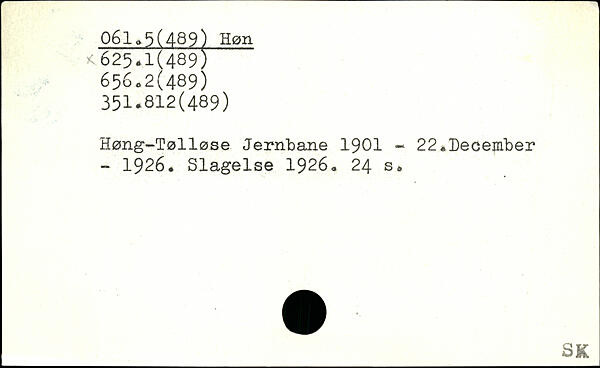 061.5(489) Høn
x 625.1(489)
656.2(489)
351.812(489)
Høng-Tølløse Jernbane 1901 - 22.December
- 1926. Slagelse 1926. 24 s.
SK